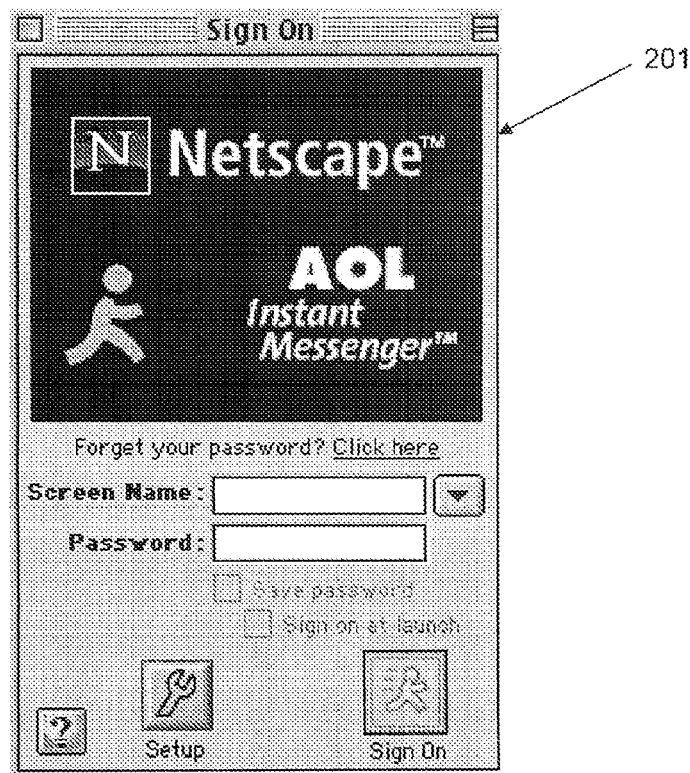 Sign On
201
N Netscape™
AOL
Instant
Messenger™
Forget your password? Click here
Screen Name:
Password:
Save password
Sign on at launch
?
Setup
Sign On